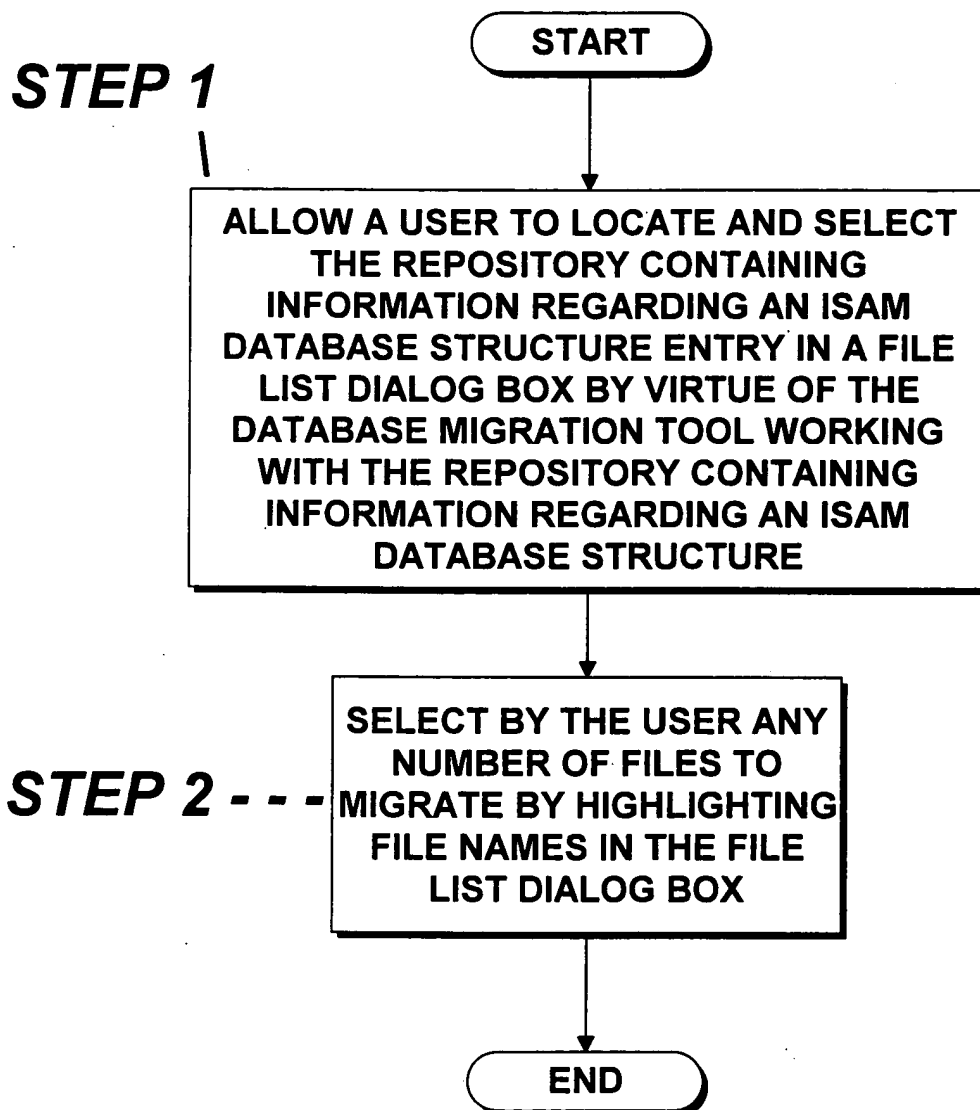 START
STEP 1
ALLOW A USER TO LOCATE AND SELECT
THE REPOSITORY CONTAINING
INFORMATION REGARDING AN ISAM
DATABASE STRUCTURE ENTRY IN A FILE
LIST DIALOG BOX BY VIRTUE OF THE
DATABASE MIGRATION TOOL WORKING
WITH THE REPOSITORY CONTAINING
INFORMATION REGARDING AN ISAM
DATABASE STRUCTURE
STEP 2
SELECT BY THE USER ANY
NUMBER OF FILES TO
MIGRATE BY HIGHLIGHTING
FILE NAMES IN THE FILE
LIST DIALOG BOX
END